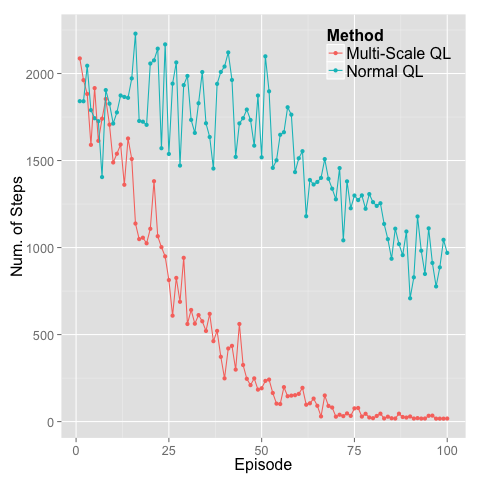 Method
Multi-Scale QL
Normal QL
2000
1500
1000
500
0
Num. of Steps
0 25 50 75 100
Episode